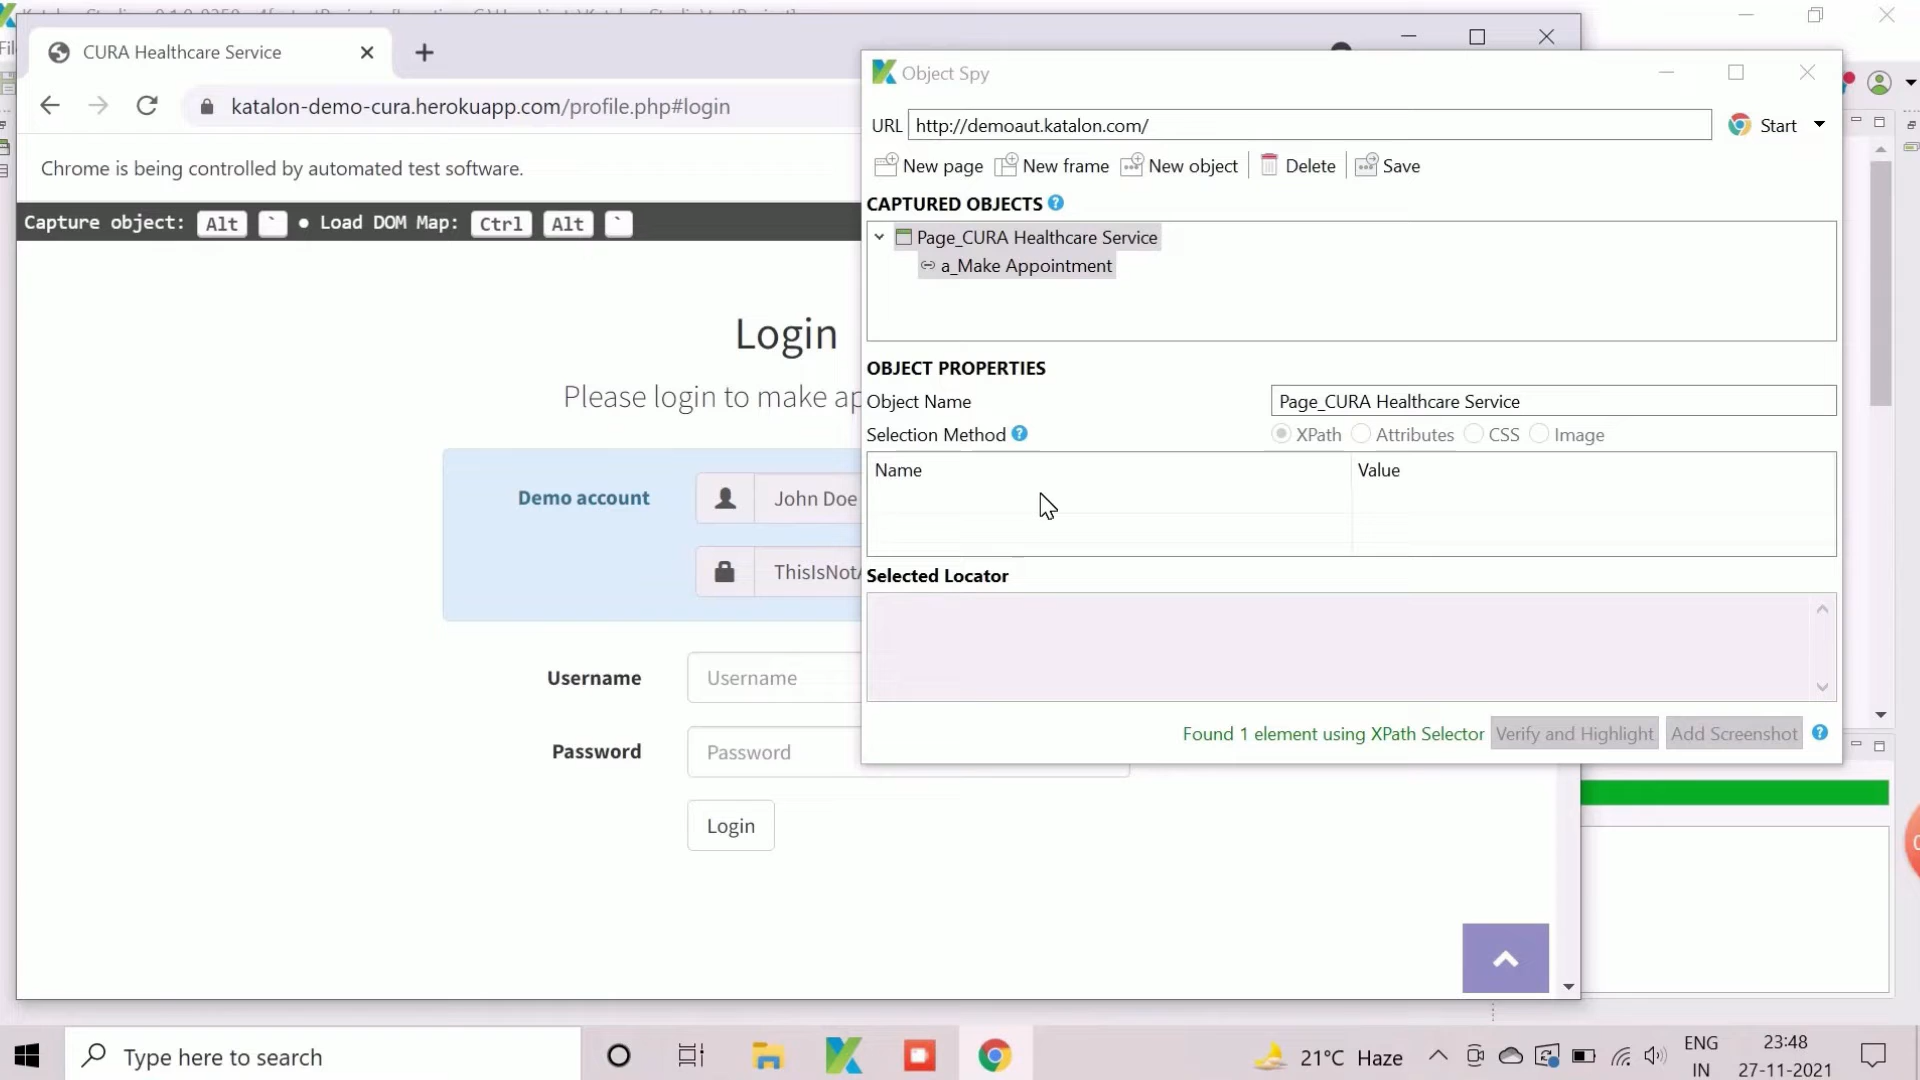 CURA Healthcare Service
katalon-demo-cura.herokuapp.com/profile.php#login
Chrome is being controlled by automated test software.
Capture object: Alt ` ● Load DOM Map: Ctrl Alt `
Login
Please login to make ap
Demo account
John Doe
ThisIsNotA
Username
Username
Password
Password
Login
Object Spy
URL http://demoaut.katalon.com/ Start
New page New frame New object Delete Save
CAPTURED OBJECTS
Page_CURA Healthcare Service
a_Make Appointment
OBJECT PROPERTIES
Object Name Page_CURA Healthcare Service
Selection Method XPath Attributes CSS Image
Name Value
Selected Locator
Found 1 element using XPath Selector Verify and Highlight Add Screenshot
Type here to search
21°C Haze
ENG
IN
23:48
27-11-2021